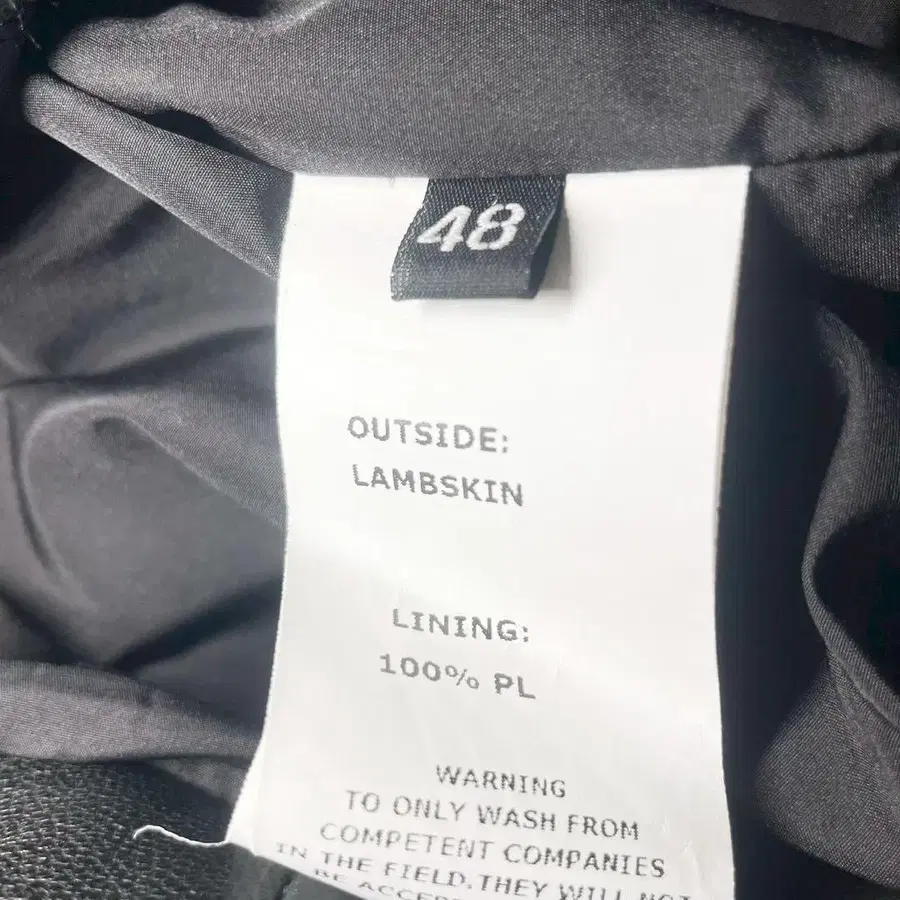 48
OUTSIDE:
LAMBSKIN
LINING:
100% PL
WARNING
TO ONLY WASH FROM
COMPETENT COMPANIES
IN THE FIELD.THEY WILL NOT
BE